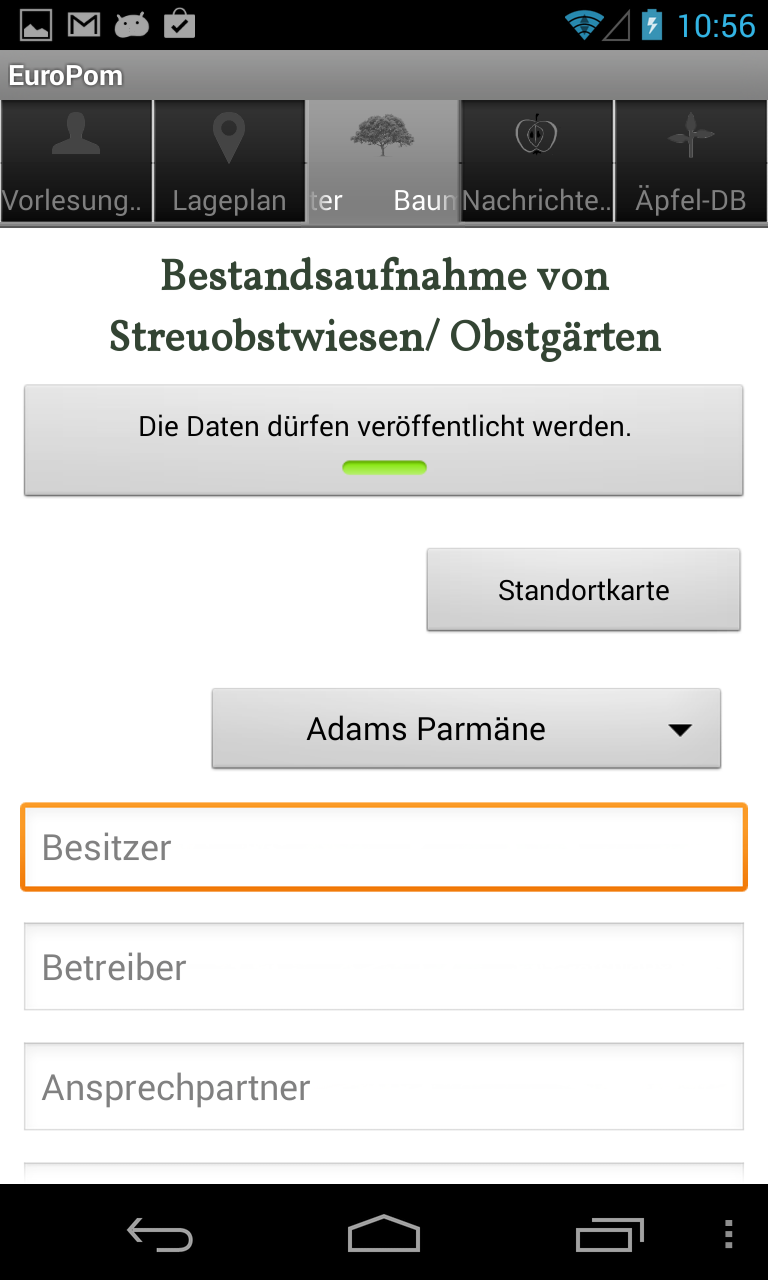 10:56
EuroPom
Vorlesung..
Lageplan
ter Baum
Nachrichte..
Äpfel-DB
Bestandsaufnahme von
Streuobstwiesen/ Obstgärten
Die Daten dürfen veröffentlicht werden.
Standortkarte
Adams Parmäne
Besitzer
Betreiber
Ansprechpartner